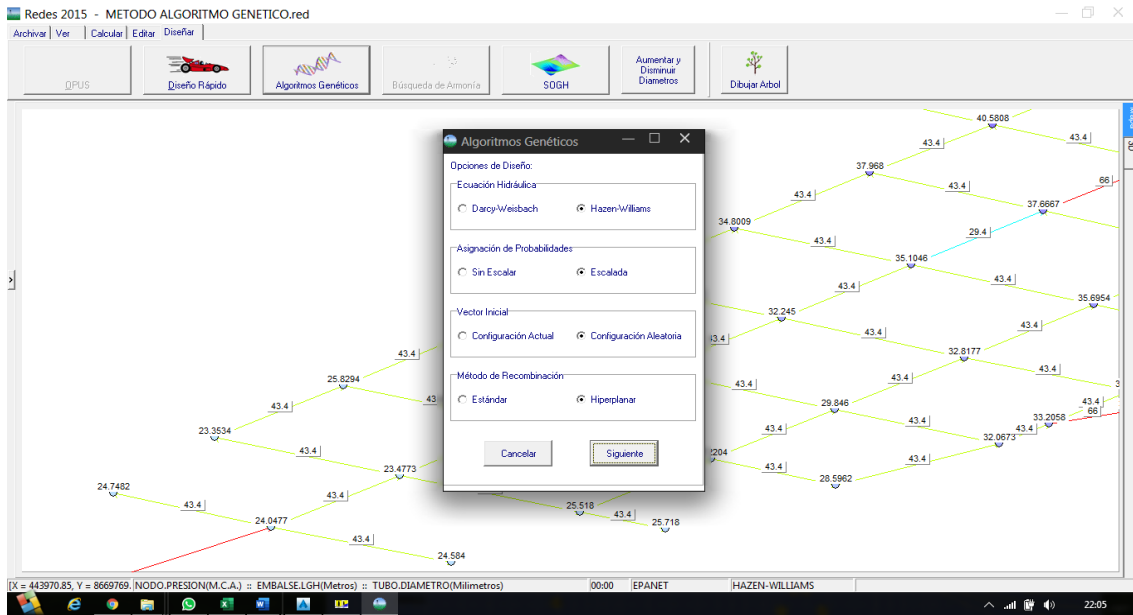 Redes 2015 - METODO ALGORITMO GENETICO.red
Archivar Ver Calcular Editar Diseñar
OPUS
Diseño Rápido
Algoritmos Genéticos
Búsqueda de Armonía
SOGH
Aumentar y
Disminuir
Diametros
Dibujar Arbol
3D
Algoritmos Genéticos
Opciones de Diseño:
Ecuación Hidráulica
Darcy-Weisbach Hazen-Williams
Asignación de Probabilidades
Sin Escalar Escalada
Vector Inicial
Configuración Actual Configuración Aleatoria
Método de Recombinación
Estándar Hiperplanar
Cancelar Siguiente
40.5808
43.4
43.4
37.968
66
43.4
43.4
37.6667
34.8009
29.4
43.4
35.1046
43.4
43.4
35.6954
32.245
43.4
43.4
43.4
32.8177
43.4
25.8294
43.4
43.4
43.4
43.4
29.846
43.4
66
33.2058
43.4
43.4
43.4
32.0673
23.3534
43.4
43.4
28.5962
23.4773
43.4
24.7482
43.4
43.4
24.0477
25.518
43.4
25.718
43.4
24.584
[X = 443970.85, Y = 8669769. NODO.PRESION(M.C.A.) :: EMBALSE.LGH(Metros) :: TUBO.DIAMETRO(Milimetros) 00:00 EPANET HAZEN-WILLIAMS
22:05